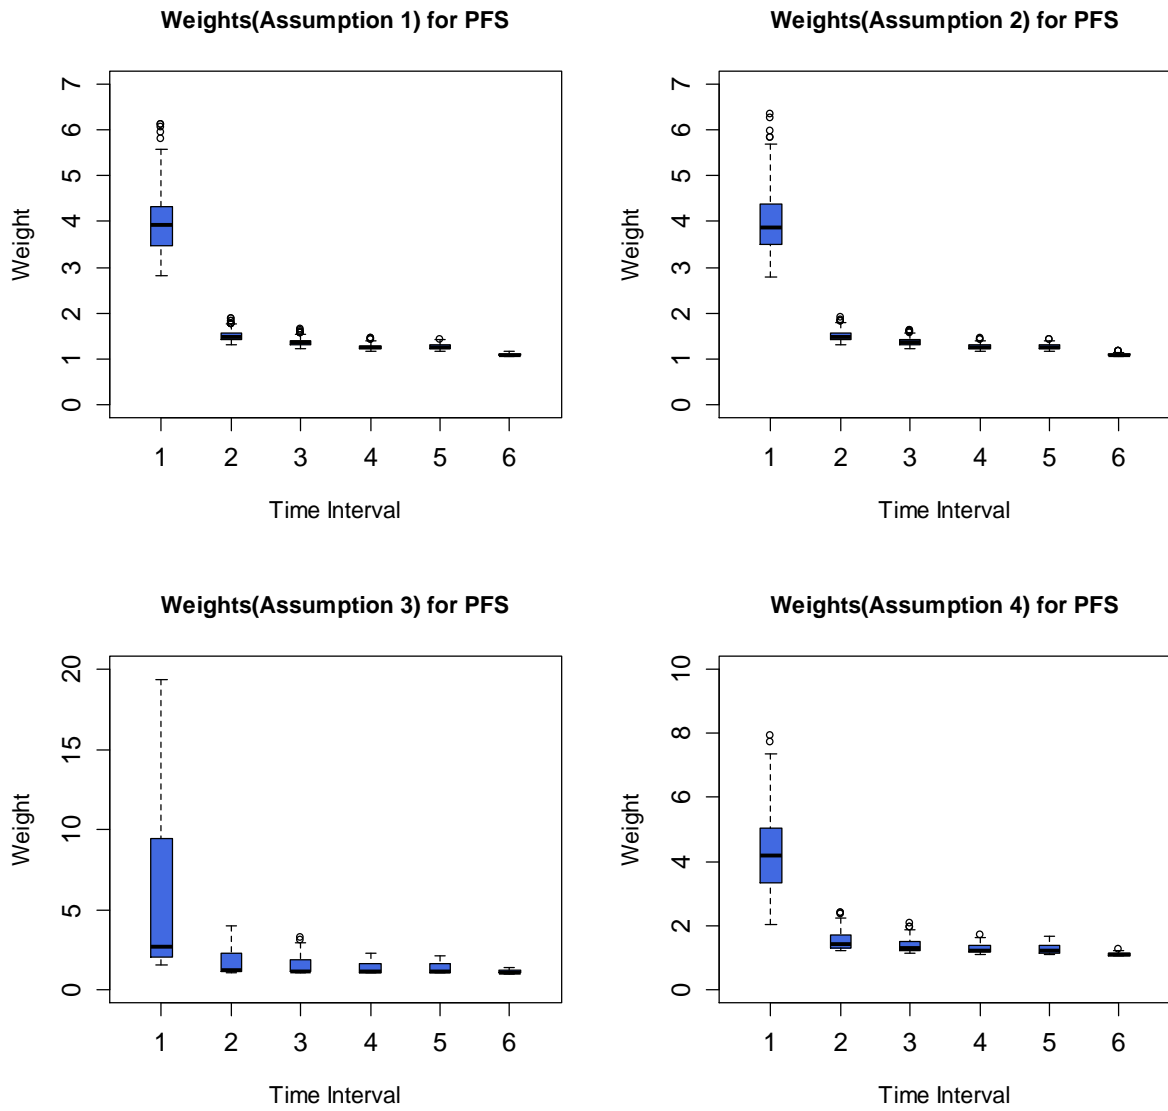 Weights(Assumption 1) for PFS
Weight
7
6
5
4
3
2
1
0
1 2 3 4 5 6
Time Interval
Weights(Assumption 2) for PFS
Weight
7
6
5
4
3
2
1
0
1 2 3 4 5 6
Time Interval
Weights(Assumption 3) for PFS
Weight
20
15
10
5
0
1 2 3 4 5 6
Time Interval
Weights(Assumption 4) for PFS
Weight
10
8
6
4
2
0
1 2 3 4 5 6
Time Interval